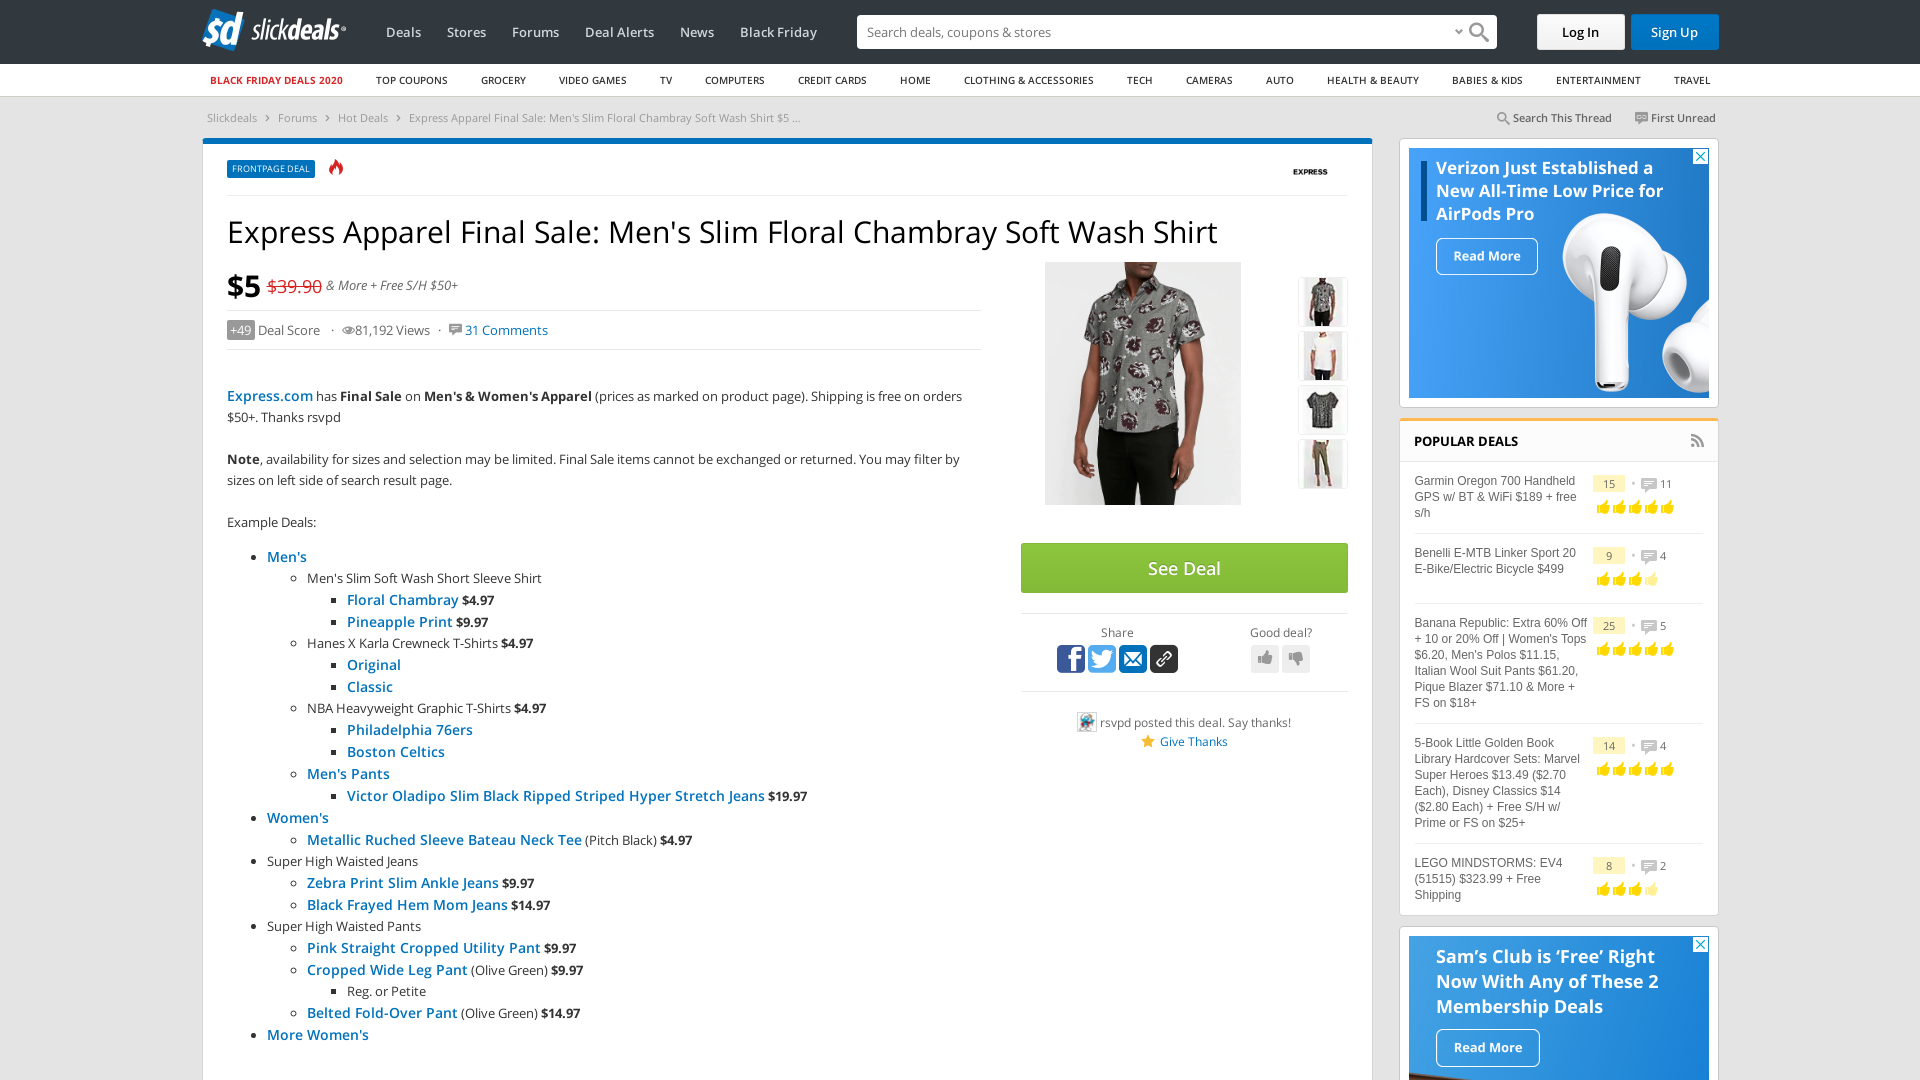 sd slickdeals
Deals Stores Forums Deal Alerts News Black Friday
Search deals, coupons & searches
Log In
Sign Up
BLACK FRIDAY DEALS 2020 TOP COUPONS GROCERY VIDEO GAMES TV COMPUTERS CREDIT CARDS HOME CLOTHING & ACCESSORIES TECH CAMERAS AUTO HEALTH & BEAUTY BABIES & KIDS ENTERTAINMENT TRAVEL
Slickdeals > Forums > Hot Deals > Express Apparel Final Sale: Men's Slim Floral Chambray Soft Wash Shirt $5 ...
Search This Thread First Unread
FRONTPAGE DEAL
EXPRESS
Express Apparel Final Sale: Men's Slim Floral Chambray Soft Wash Shirt
$5 $39.90 & More + Free S/H $50+
+49 Deal Score · 81,192 Views · 31 Comments
Express.com has Final Sale on Men's & Women's Apparel (prices as marked on product page). Shipping is free on orders
$50+. Thanks rsvpd
Note, availability for sizes and selection may be limited. Final Sale items cannot be exchanged or returned. You may filter by
sizes on left side of search result page.
Example Deals:
• Men's
Men's Slim Soft Wash Short Sleeve Shirt
Floral Chambray $4.97
Pineapple Print $9.97
Hanes X Karla Crewneck T-Shirts $4.97
Original
Classic
NBA Heavyweight Graphic T-Shirts $4.97
Philadelphia 76ers
Boston Celtics
Men's Pants
Victor Oladipo Slim Black Ripped Striped Hyper Stretch Jeans $19.97
• Women's
Metallic Ruched Sleeve Bateau Neck Tee (Pitch Black) $4.97
• Super High Waisted Jeans
Zebra Print Slim Ankle Jeans $9.97
Black Frayed Hem Mom Jeans $14.97
• Super High Waisted Pants
Pink Straight Cropped Utility Pant $9.97
Cropped Wide Leg Pant (Olive Green) $9.97
Reg. or Petite
Belted Fold-Over Pant (Olive Green) $14.97
• More Women's
See Deal
Share
Good deal?
rsvpd posted this deal. Say thanks!
Give Thanks
Verizon Just Established a
New All-Time Low Price for
AirPods Pro
Read More
POPULAR DEALS
Garmin Oregon 700 Handheld
GPS w/ BT & WiFi $189 + free
s/h
15 • 11
Benelli E-MTB Linker Sport 20
E-Bike/Electric Bicycle $499
9 • 4
Banana Republic: Extra 60% Off
+ 10 or 20% Off | Women's Tops
$6.20, Men's Polos $11.15,
Italian Wool Suit Pants $61.20,
Pique Blazer $71.10 & More +
FS on $18+
25 • 5
5-Book Little Golden Book
Library Hardcover Sets: Marvel
Super Heroes $13.49 ($2.70
Each), Disney Classics $14
($2.80 Each) + Free S/H w/
Prime or FS on $25+
14 • 4
LEGO MINDSTORMS: EV4
(51515) $323.99 + Free
Shipping
8 • 2
Sam's Club is ‘Free’ Right
Now With Any of These 2
Membership Deals
Read More